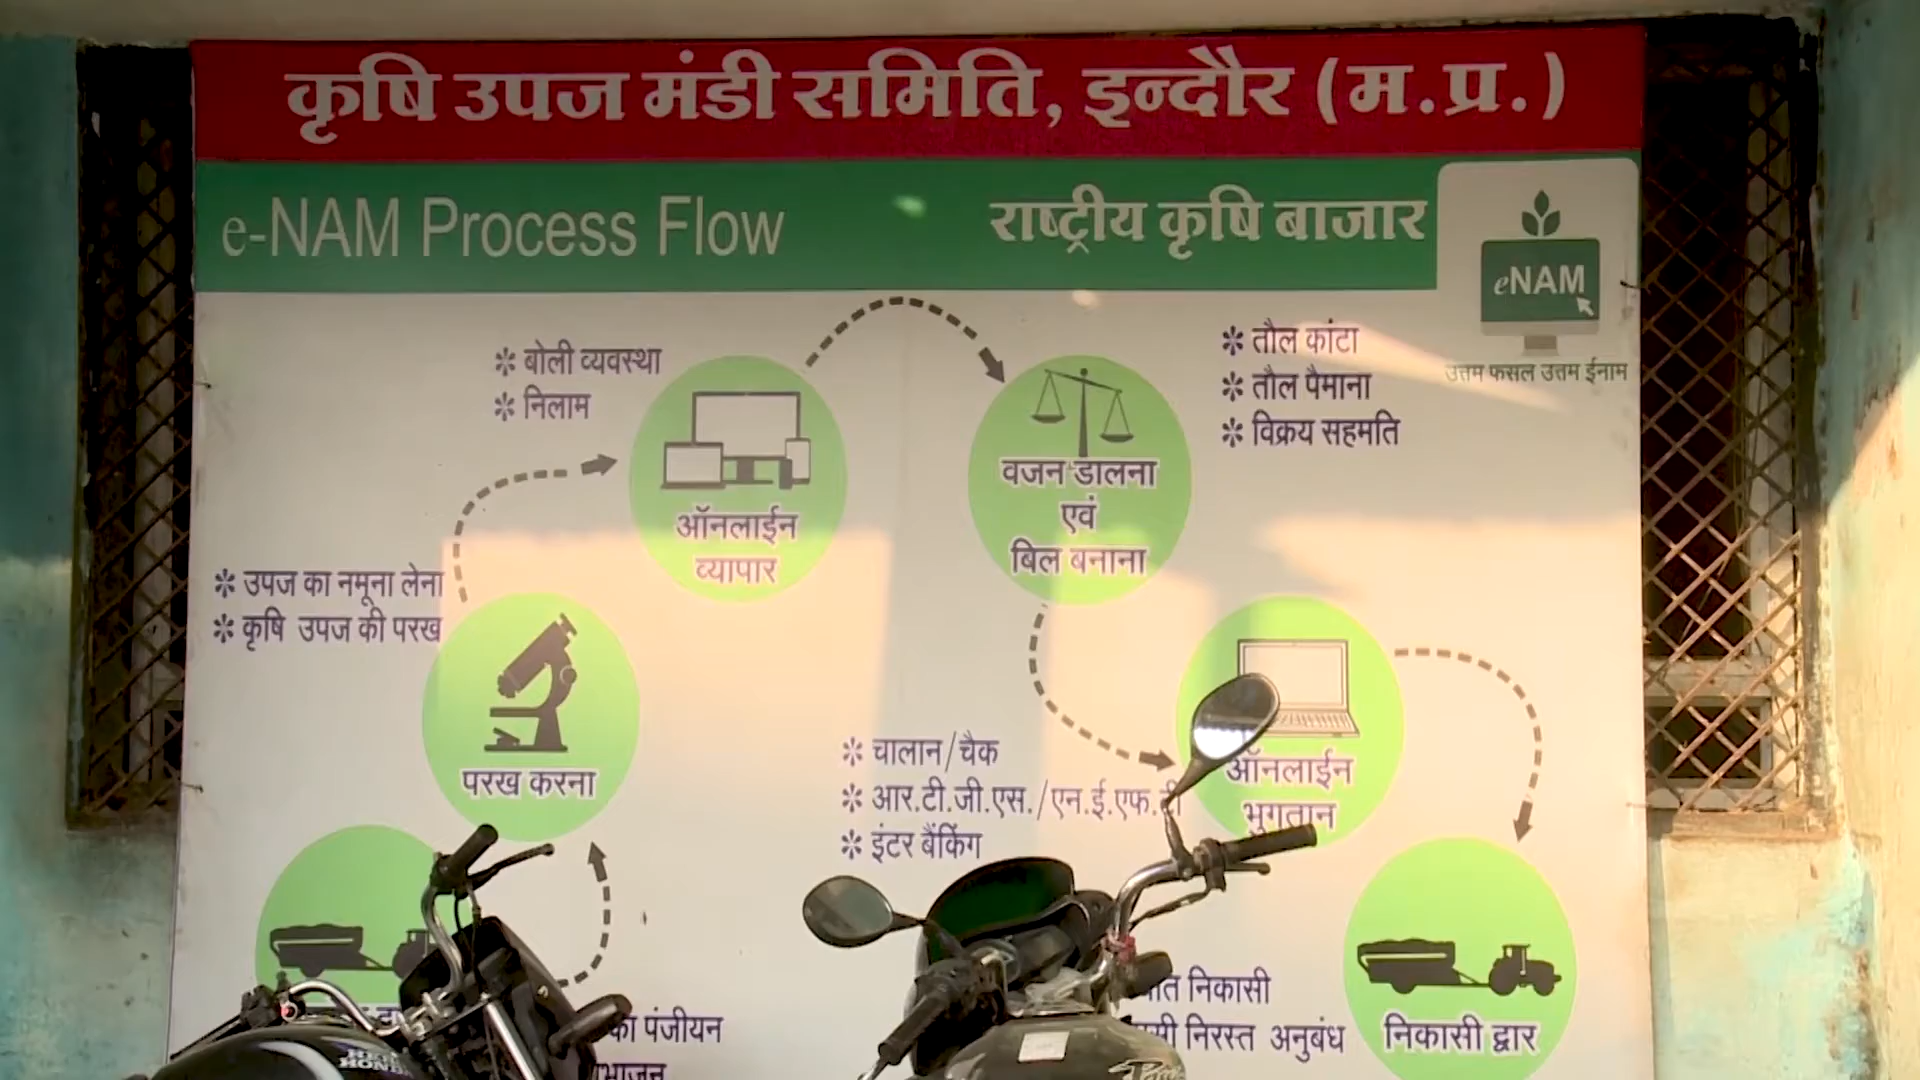 कृषि उपज मंडी समिति, इन्दौर (म.प्र.)
e-NAM Process Flow
राष्ट्रीय कृषि बाजार
eNAM
उत्तम फसल उत्तम ईनाम
✻ बोली व्यवस्था
✻ निलाम
ऑनलाईन
व्यापार
वजन डालना
एवं
बिल बनाना
✻ तौल कांटा
✻ तौल पैमाना
✻ विक्रय सहमति
✻ उपज का नमूना लेना
✻ कृषि उपज की परख
परख करना
✻ चालान/चैक
✻ आर.टी.जी.एस./एन.ई.एफ.टी
✻ इंटर बैंकिंग
ऑनलाईन
भुगतान
का पंजीयन
निकासी
निरस्त अनुबंध
निकासी द्वार
HONDA